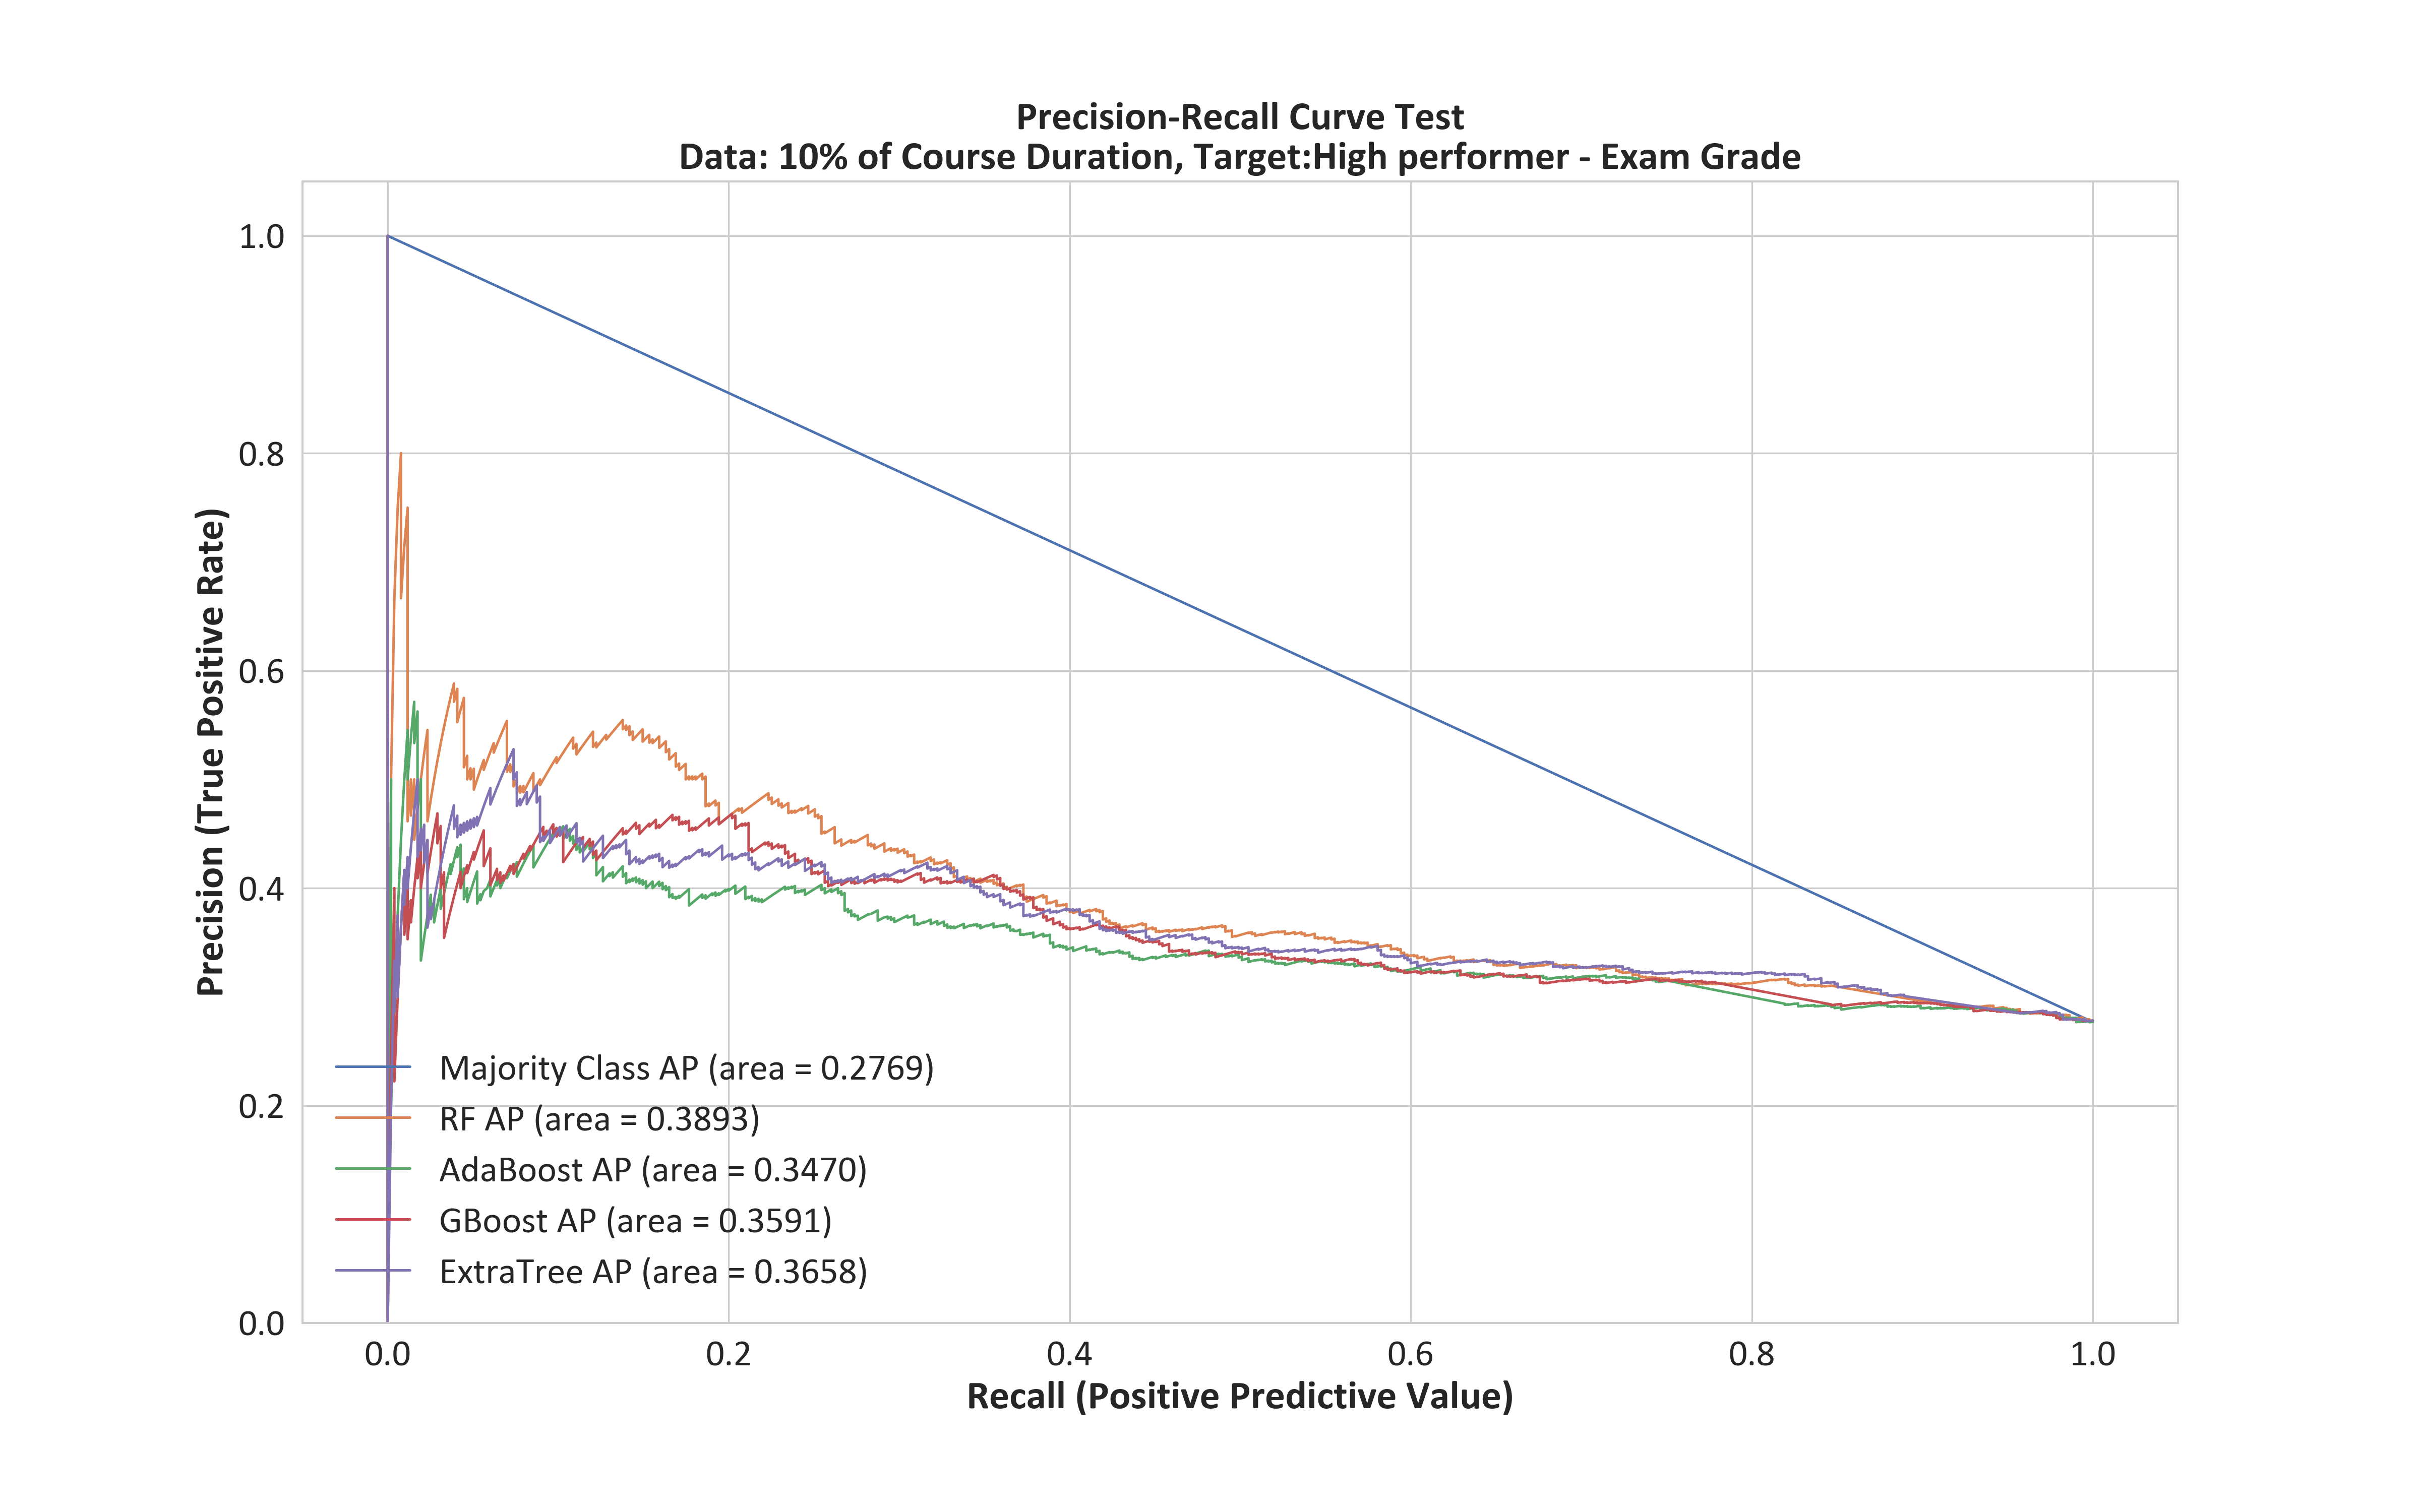 Precision-Recall Curve Test
Data: 10% of Course Duration, Target:High performer - Exam Grade
Precision (True Positive Rate)
1.0
0.8
0.6
0.4
0.2
0.0
Majority Class AP (area = 0.2769)
RF AP (area = 0.3893)
AdaBoost AP (area = 0.3470)
GBoost AP (area = 0.3591)
ExtraTree AP (area = 0.3658)
0.0 0.2 0.4 0.6 0.8 1.0
Recall (Positive Predictive Value)